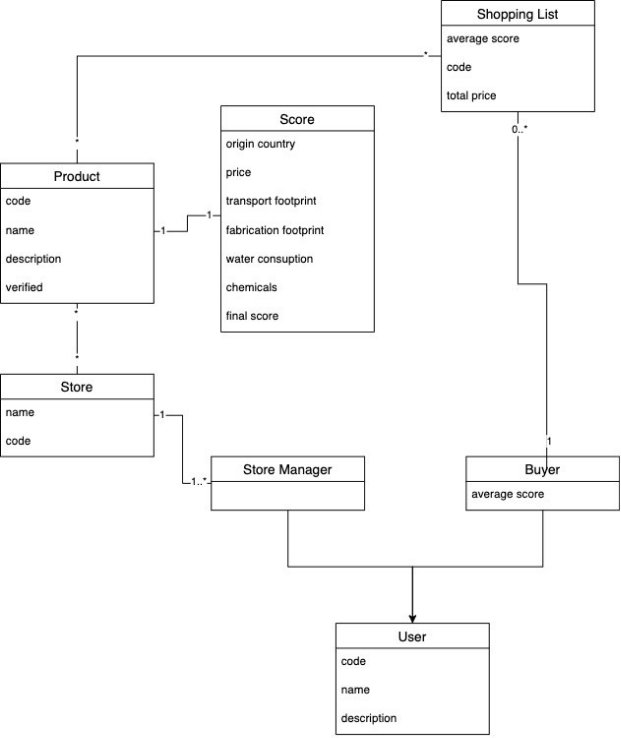 Shopping List
average score
code
total price
*
*
Score
origin country
price
transport footprint
fabrication footprint
water consuption
chemicals
final score
0..*
Product
code
name
description
verified
1
1
*
*
Store
name
code
1
1..*
Store Manager
1
Buyer
average score
User
code
name
description